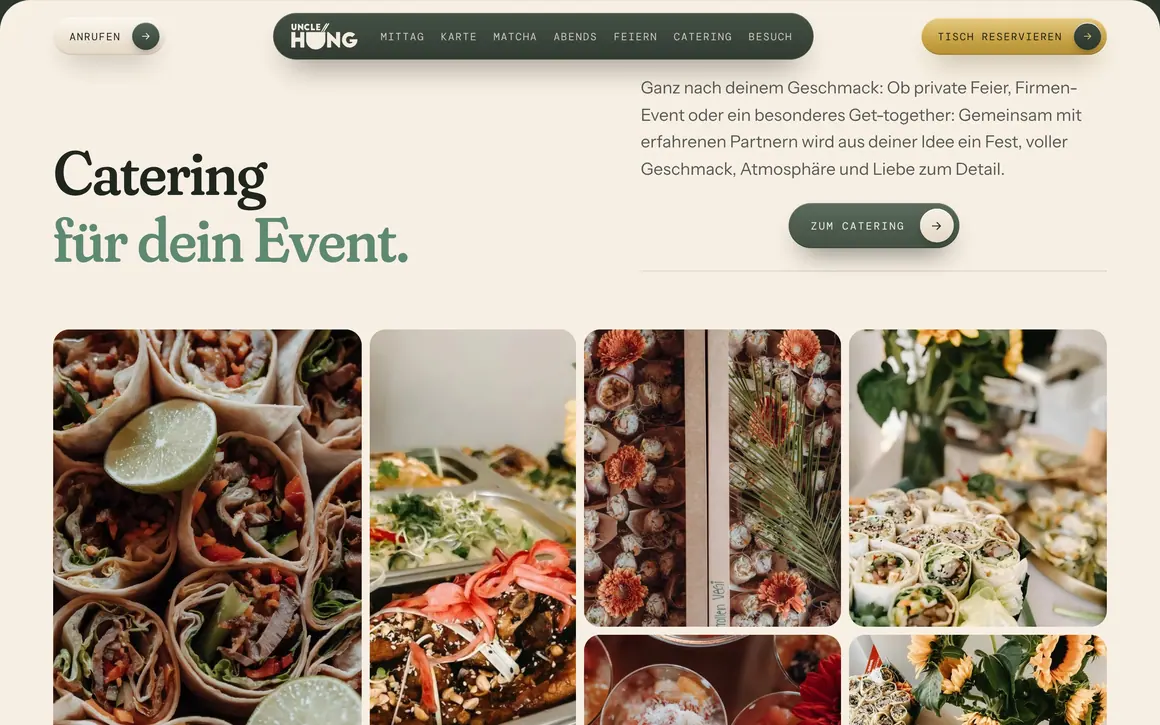 ANRUFEN →
UNCLE//
HUNG
MITTAG KARTE MATCHA ABENDS FEIERN CATERING BESUCH
TISCH RESERVIEREN →
Ganz nach deinem Geschmack: Ob private Feier, Firmen-
Event oder ein besonderes Get-together: Gemeinsam mit
erfahrenen Partnern wird aus deiner Idee ein Fest, voller
Geschmack, Atmosphäre und Liebe zum Detail.
Catering
für dein Event.
ZUM CATERING →
rollen Vegi